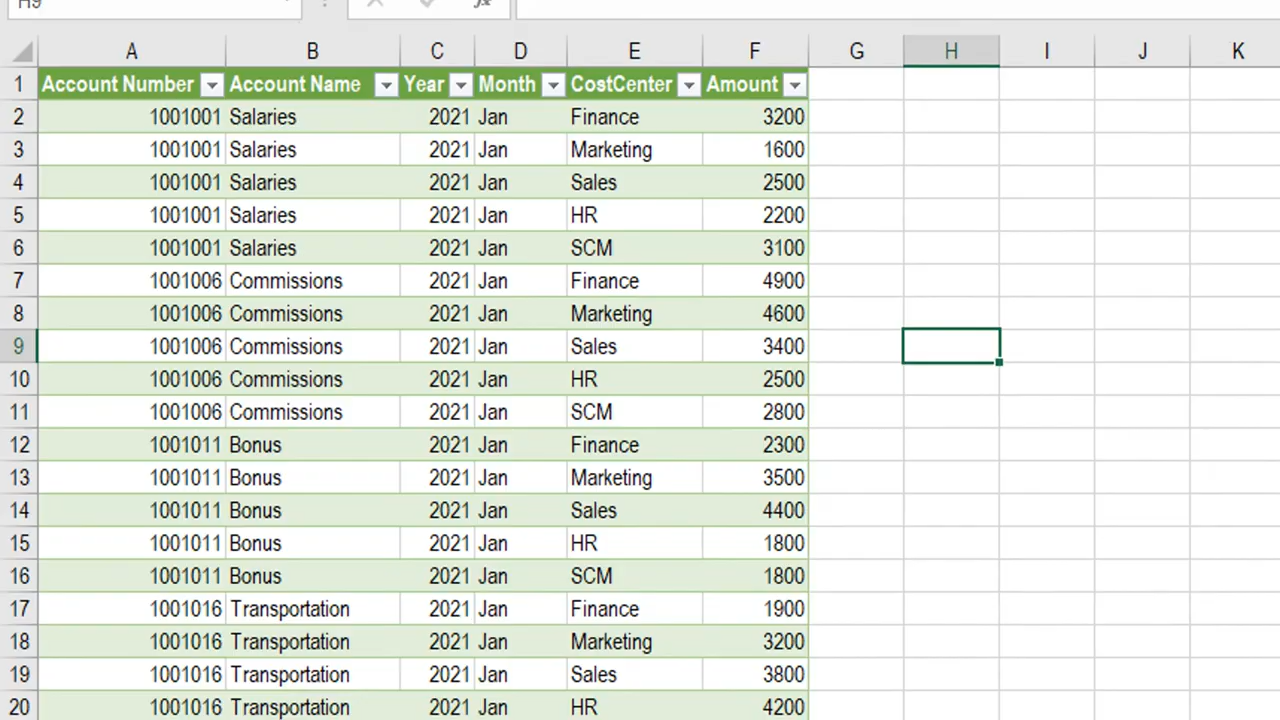 H9 fx
A B C D E F G H I J K
1 Account Number Account Name Year Month CostCenter Amount
2 1001001 Salaries 2021 Jan Finance 3200
3 1001001 Salaries 2021 Jan Marketing 1600
4 1001001 Salaries 2021 Jan Sales 2500
5 1001001 Salaries 2021 Jan HR 2200
6 1001001 Salaries 2021 Jan SCM 3100
7 1001006 Commissions 2021 Jan Finance 4900
8 1001006 Commissions 2021 Jan Marketing 4600
9 1001006 Commissions 2021 Jan Sales 3400
10 1001006 Commissions 2021 Jan HR 2500
11 1001006 Commissions 2021 Jan SCM 2800
12 1001011 Bonus 2021 Jan Finance 2300
13 1001011 Bonus 2021 Jan Marketing 3500
14 1001011 Bonus 2021 Jan Sales 4400
15 1001011 Bonus 2021 Jan HR 1800
16 1001011 Bonus 2021 Jan SCM 1800
17 1001016 Transportation 2021 Jan Finance 1900
18 1001016 Transportation 2021 Jan Marketing 3200
19 1001016 Transportation 2021 Jan Sales 3800
20 1001016 Transportation 2021 Jan HR 4200